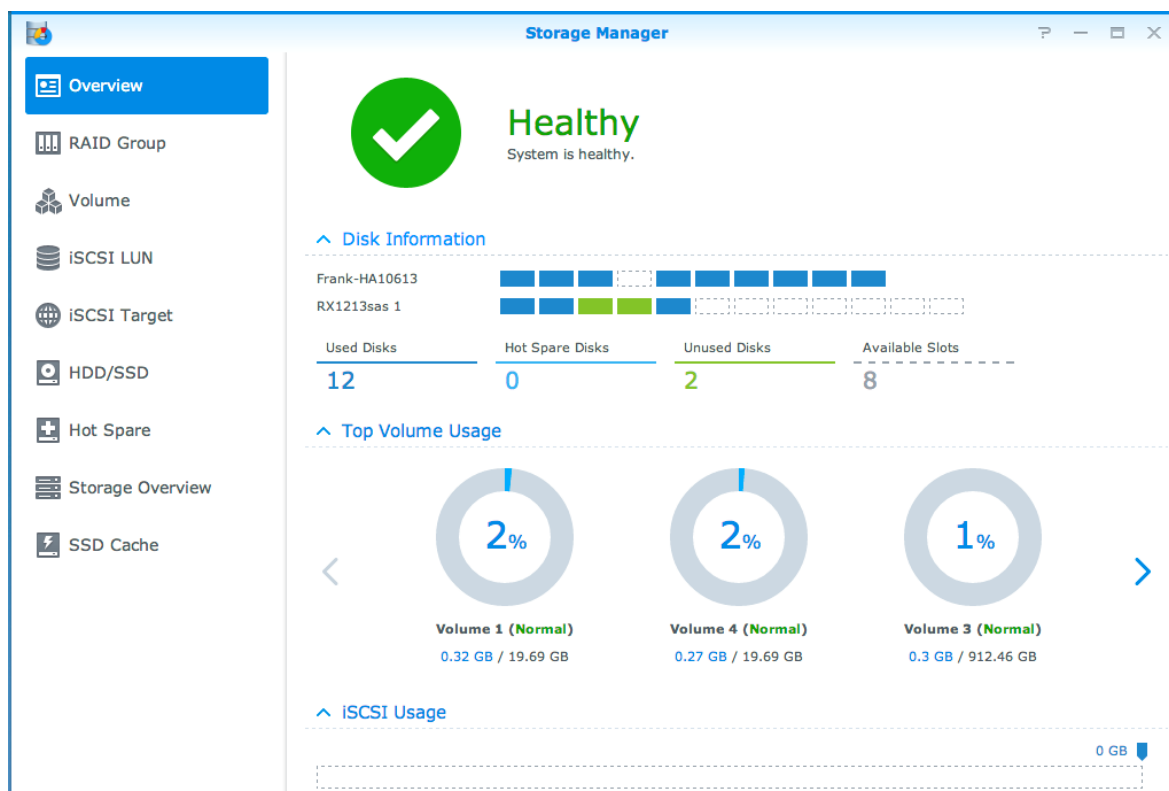 Storage Manager
Overview
RAID Group
Volume
iSCSI LUN
iSCSI Target
HDD/SSD
Hot Spare
Storage Overview
SSD Cache
Healthy
System is healthy.
Disk Information
Frank-HA10613
RX1213sas 1
Used Disks Hot Spare Disks Unused Disks Available Slots
12 0 2 8
Top Volume Usage
2% 2% 1%
Volume 1 (Normal) Volume 4 (Normal) Volume 3 (Normal)
0.32 GB / 19.69 GB 0.27 GB / 19.69 GB 0.3 GB / 912.46 GB
iSCSI Usage
0 GB